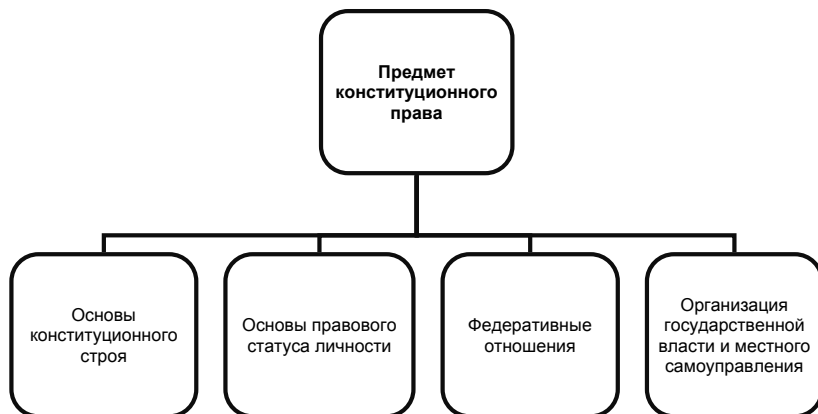 Предмет
конституционного
права
Основы
конституционного
строя
Основы правового
статуса личности
Федеративные
отношения
Организация
государственной
власти и местного
самоуправления